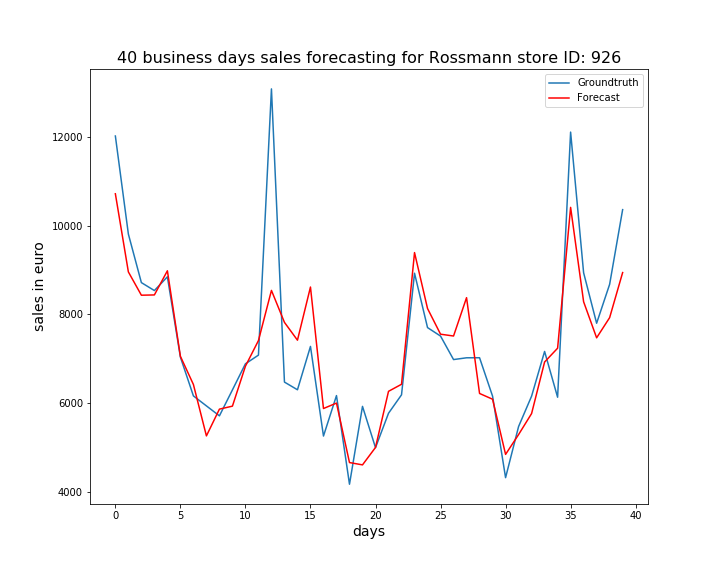 40 business days sales forecasting for Rossmann store ID: 926
Groundtruth
Forecast
12000
10000
8000
6000
4000
sales in euro
0 5 10 15 20 25 30 35 40
days